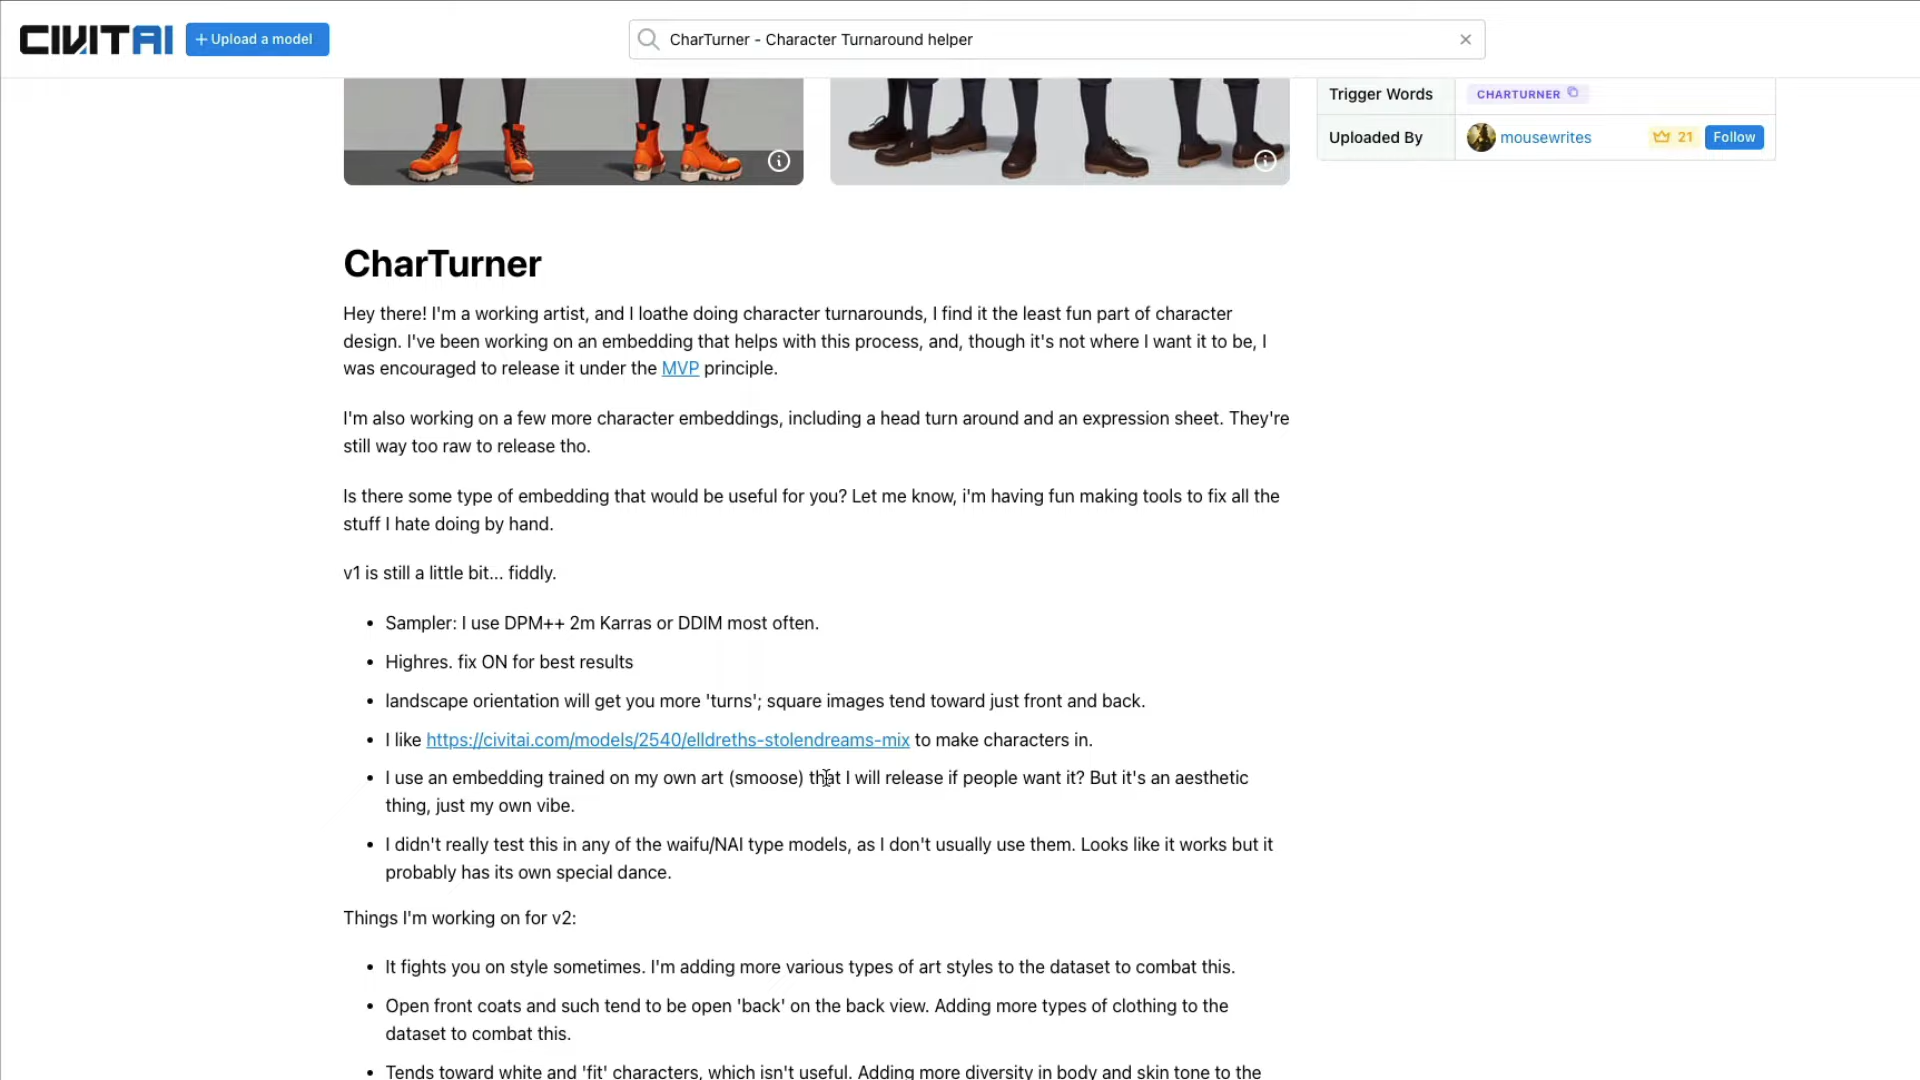 CIVITAI
+ Upload a model
CharTurner - Character Turnaround helper
Trigger Words
CHARTURNER
Uploaded By
mousewrites
21
Follow
CharTurner
Hey there! I'm a working artist, and I loathe doing character turnarounds, I find it the least fun part of character
design. I've been working on an embedding that helps with this process, and, though it's not where I want it to be, I
was encouraged to release it under the MVP principle.
I'm also working on a few more character embeddings, including a head turn around and an expression sheet. They're
still way too raw to release tho.
Is there some type of embedding that would be useful for you? Let me know, i'm having fun making tools to fix all the
stuff I hate doing by hand.
v1 is still a little bit... fiddly.
• Sampler: I use DPM++ 2m Karras or DDIM most often.
• Highres. fix ON for best results
• landscape orientation will get you more 'turns'; square images tend toward just front and back.
• I like https://civitai.com/models/2540/elldreths-stolendreams-mix to make characters in.
• I use an embedding trained on my own art (smoose) that I will release if people want it? But it's an aesthetic
thing, just my own vibe.
• I didn't really test this in any of the waifu/NAI type models, as I don't usually use them. Looks like it works but it
probably has its own special dance.
Things I'm working on for v2:
• It fights you on style sometimes. I'm adding more various types of art styles to the dataset to combat this.
• Open front coats and such tend to be open 'back' on the back view. Adding more types of clothing to the
dataset to combat this.
• Tends toward white and 'fit' characters, which isn't useful. Adding more diversity in body and skin tone to the